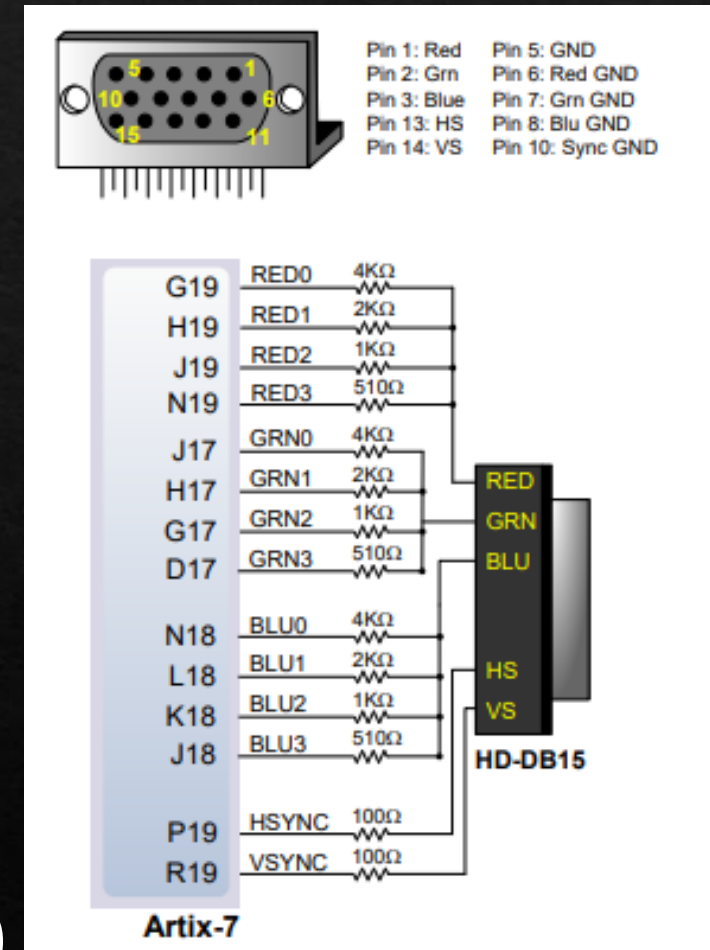 Pin 1: Red Pin 5: GND
Pin 2: Grn Pin 6: Red GND
Pin 3: Blue Pin 7: Grn GND
Pin 13: HS Pin 8: Blu GND
Pin 14: VS Pin 10: Sync GND
5 1
10 6
15 11
G19 RED0 4KΩ
H19 RED1 2KΩ
J19 RED2 1KΩ
N19 RED3 510Ω
J17 GRN0 4KΩ
H17 GRN1 2KΩ
G17 GRN2 1KΩ
D17 GRN3 510Ω
N18 BLU0 4KΩ
L18 BLU1 2KΩ
K18 BLU2 1KΩ
J18 BLU3 510Ω
P19 HSYNC 100Ω
R19 VSYNC 100Ω
RED
GRN
BLU
HS
VS
HD-DB15
Artix-7